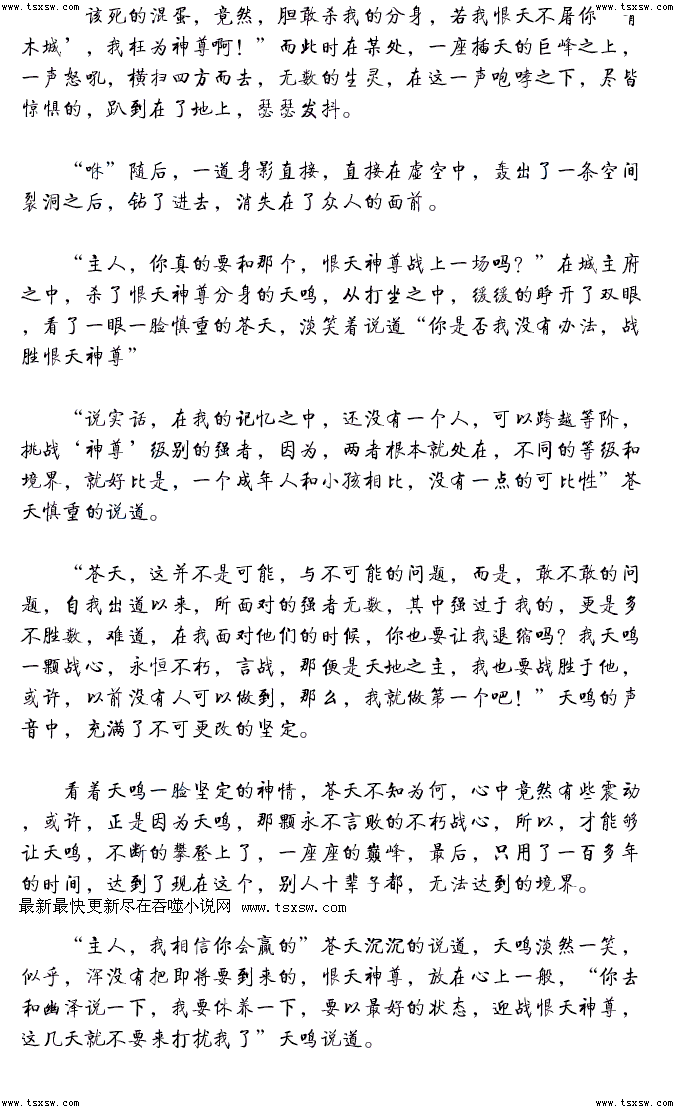 www.tsxsw.com www.tsxsw.com
该死的混蛋，竟然，胆敢杀我的分身，若我恨天不屠你‘青
木城’，我枉为神尊啊！”而此时在某处，一座插天的巨峰之上，
一声怒吼，横扫四方而去，无数的生灵，在这一声咆哮之下，尽皆
惊惧的，趴到在了地上，瑟瑟发抖。
“咻”随后，一道身影直接，直接在虚空中，轰出了一条空间
裂洞之后，钻了进去，消失在了众人的面前。
“主人，你真的要和那个，恨天神尊战上一场吗？”在城主府
之中，杀了恨天神尊分身的天鸣，从打坐之中，缓缓的睁开了双眼
，看了一眼一脸慎重的苍天，淡笑着说道“你是否我没有办法，战
胜恨天神尊”
“说实话，在我的记忆之中，还没有一个人，可以跨越等阶，
挑战‘神尊’级别的强者，因为，两者根本就处在，不同的等级和
境界，就好比是，一个成年人和小孩相比，没有一点的可比性”苍
天慎重的说道。
“苍天，这并不是可能，与不可能的问题，而是，敢不敢的问
题，自我出道以来，所面对的强者无数，其中强过于我的，更是多
不胜数，难道，在我面对他们的时候，你也要让我退缩吗？我天鸣
一颗战心，永恒不朽，言战，那便是天地之主，我也要战胜于他，
或许，以前没有人可以做到，那么，我就做第一个吧！”天鸣的声
音中，充满了不可更改的坚定。
看着天鸣一脸坚定的神情，苍天不知为何，心中竟然有些震动
，或许，正是因为天鸣，那颗永不言败的不朽战心，所以，才能够
让天鸣，不断的攀登上了，一座座的巅峰，最后，只用了一百多年
的时间，达到了现在这个，别人十辈子都，无法达到的境界。
最新最快更新尽在吞噬小说网 www.tsxsw.com
“主人，我相信你会赢的”苍天沉沉的说道，天鸣淡然一笑，
似乎，浑没有把即将要到来的，恨天神尊，放在心上一般，“你去
和幽泽说一下，我要休养一下，要以最好的状态，迎战恨天神尊，
这几天就不要来打扰我了”天鸣说道。
www.tsxsw.com www.tsxsw.com